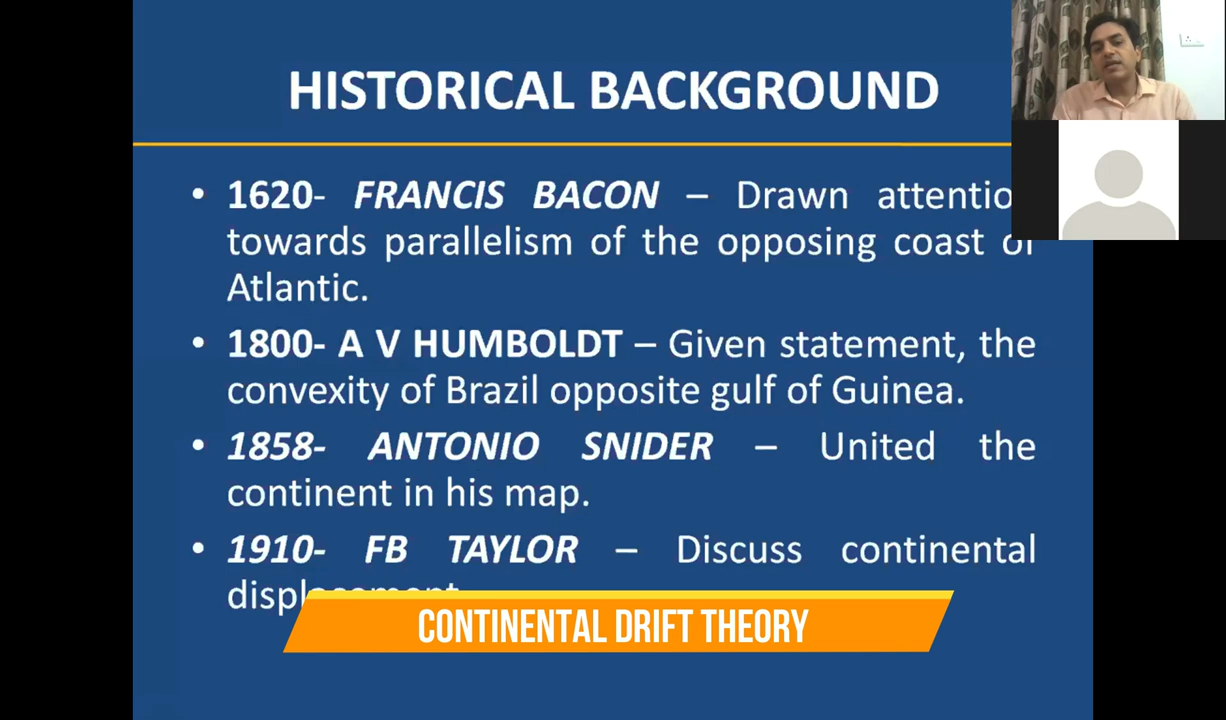 HISTORICAL BACKGROUND
• 1620- FRANCIS BACON – Drawn attentio
towards parallelism of the opposing coast of
Atlantic.
• 1800- A V HUMBOLDT – Given statement, the
convexity of Brazil opposite gulf of Guinea.
• 1858- ANTONIO SNIDER – United the
continent in his map.
• 1910- FB TAYLOR – Discuss continental
displacement
CONTINENTAL DRIFT THEORY